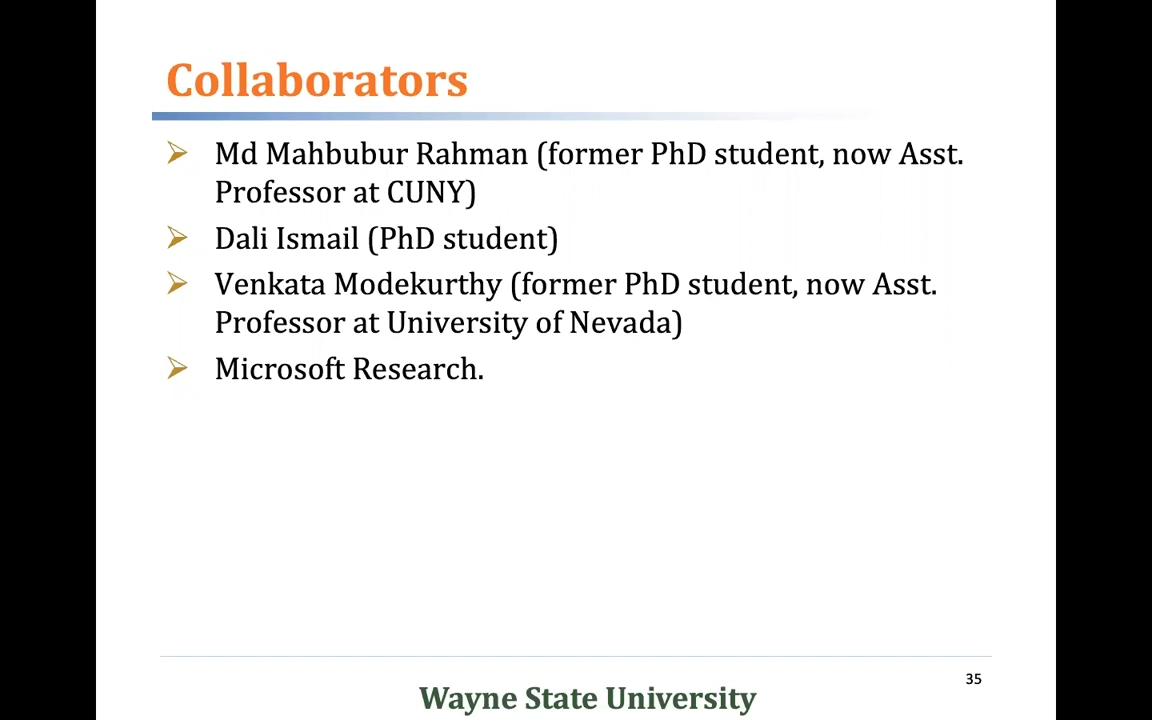 Collaborators
Md Mahbubur Rahman (former PhD student, now Asst.
Professor at CUNY)
Dali Ismail (PhD student)
Venkata Modekurthy (former PhD student, now Asst.
Professor at University of Nevada)
Microsoft Research.
35
Wayne State University